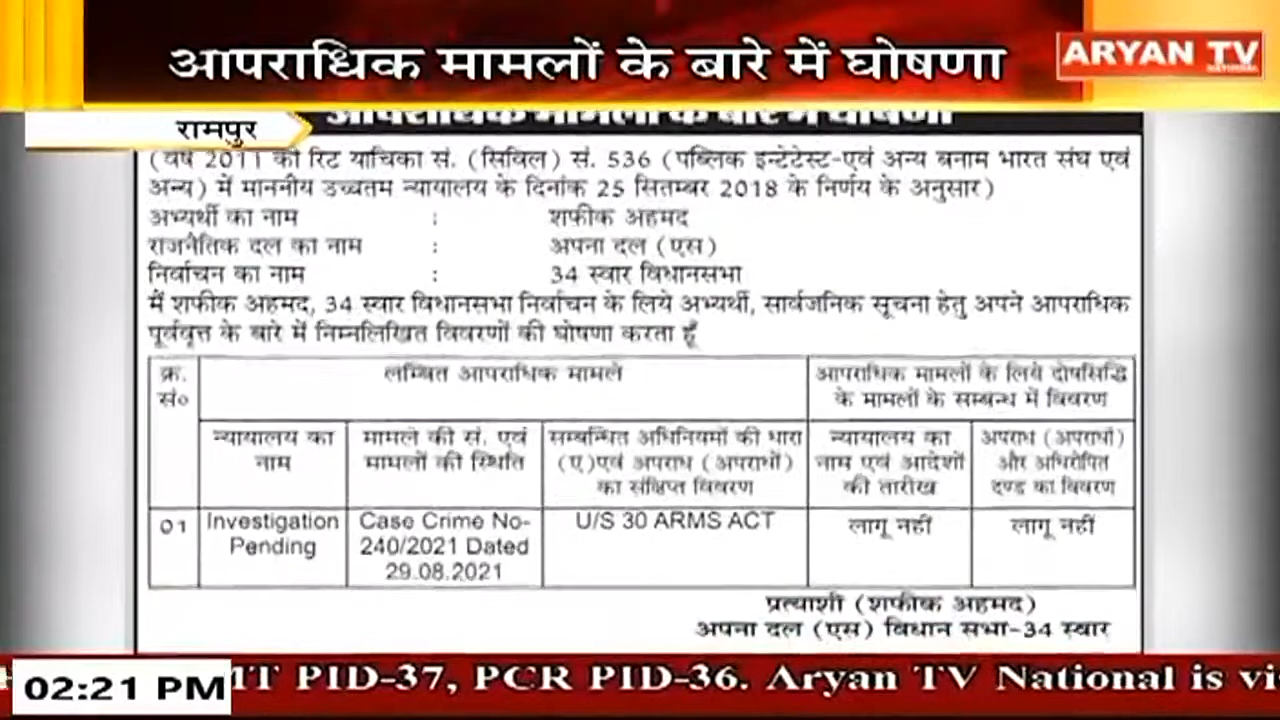 आपराधिक मामलों के बारे में घोषणा
ARYAN TV
NATIONAL
रामपुर
आपराधिक मामलों के बारे में घोषणा
(वर्ष 2011 की रिट याचिका सं. (सिविल) सं. 536 (पब्लिक इन्टेटेस्ट-एवं अन्य बनाम भारत संघ एवं
अन्य) में माननीय उच्चतम न्यायालय के दिनांक 25 सितम्बर 2018 के निर्णय के अनुसार)
अभ्यर्थी का नाम : शफीक अहमद
राजनैतिक दल का नाम : अपना दल (एस)
निर्वाचन का नाम : 34 स्वार विधानसभा
मैं शफीक अहमद, 34 स्वार विधानसभा निर्वाचन के लिये अभ्यर्थी, सार्वजनिक सूचना हेतु अपने आपराधिक
पूर्ववृत्त के बारे में निम्नलिखित विवरणों की घोषणा करता हूँ
क्र. सं० लम्बित आपराधिक मामले आपराधिक मामलों के लिये दोषसिद्धि के मामलों के सम्बन्ध में विवरण
न्यायालय का नाम मामले की सं. एवं मामलों की स्थिति सम्बन्धित अधिनियमों की धारा (ए)एवं अपराध (अपराधों) का संक्षिप्त विवरण न्यायालय का नाम एवं आदेशों की तारीख अपराध (अपराधों) और अधिरोपित दण्ड का विवरण
01 Investigation Pending Case Crime No-240/2021 Dated 29.08.2021 U/S 30 ARMS ACT लागू नहीं लागू नहीं
प्रत्याशी (शफीक अहमद)
अपना दल (एस) विधान सभा-34 स्वार
02:21 PM MT PID-37, PCR PID-36. Aryan TV National is vi